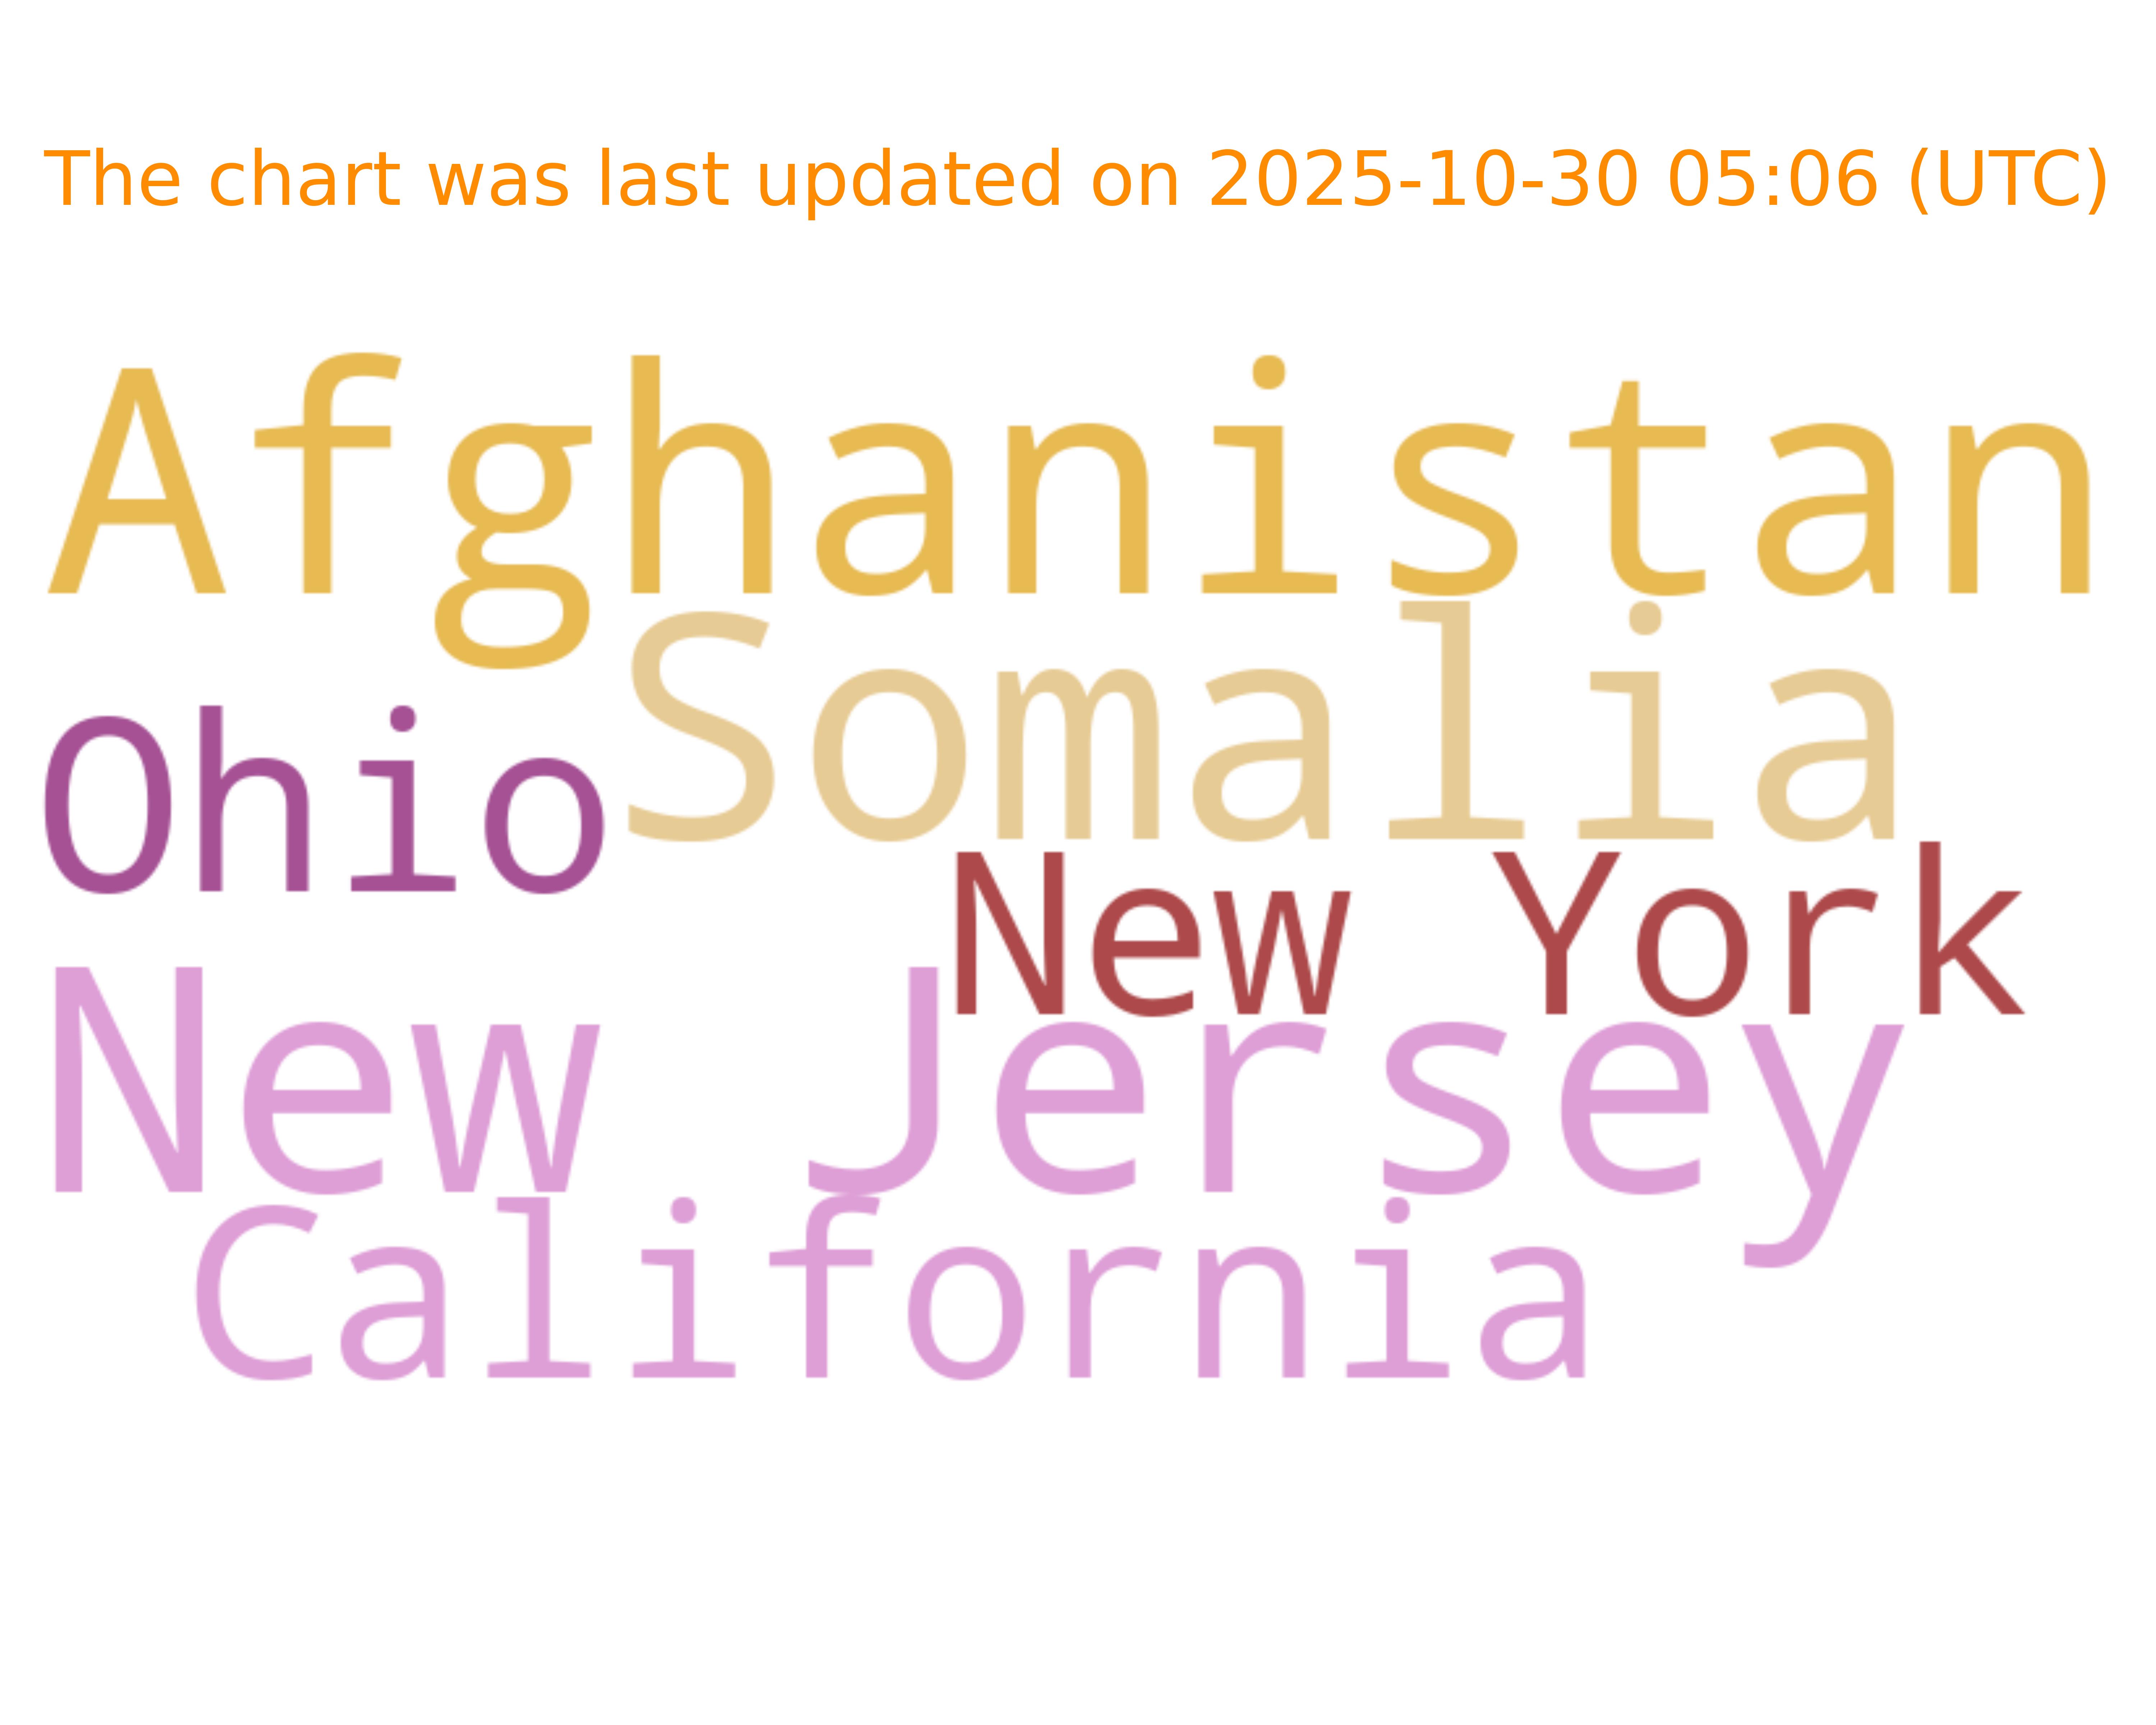 The chart was last updated on 2025-10-30 05:06 (UTC)
Afghanistan
Somalia
Ohio
New York
New Jersey
California